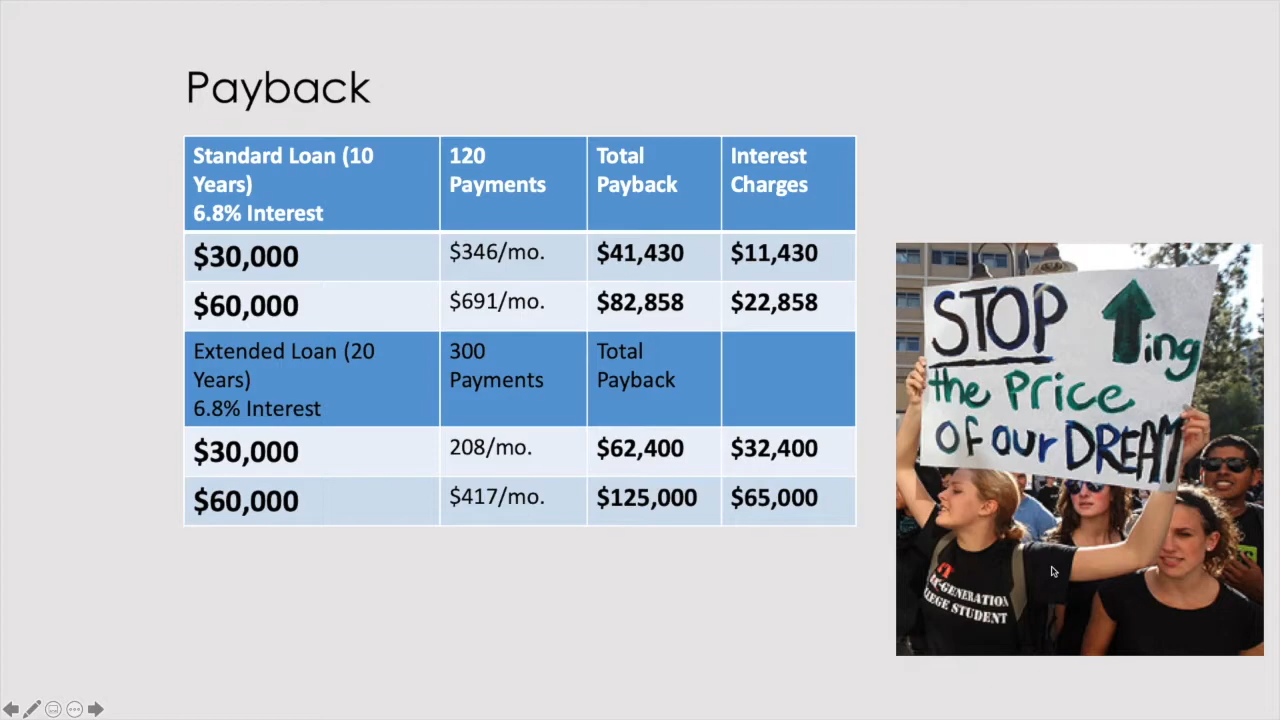 Payback
Standard Loan (10
Years)
6.8% Interest
120
Payments
Total
Payback
Interest
Charges
$30,000
$346/mo.
$41,430
$11,430
$60,000
$691/mo.
$82,858
$22,858
Extended Loan (20
Years)
6.8% Interest
300
Payments
Total
Payback
$30,000
208/mo.
$62,400
$32,400
$60,000
$417/mo.
$125,000
$65,000
STOP
ing
the Price
of our DREAM
-GENERATION
EGE STUDENT